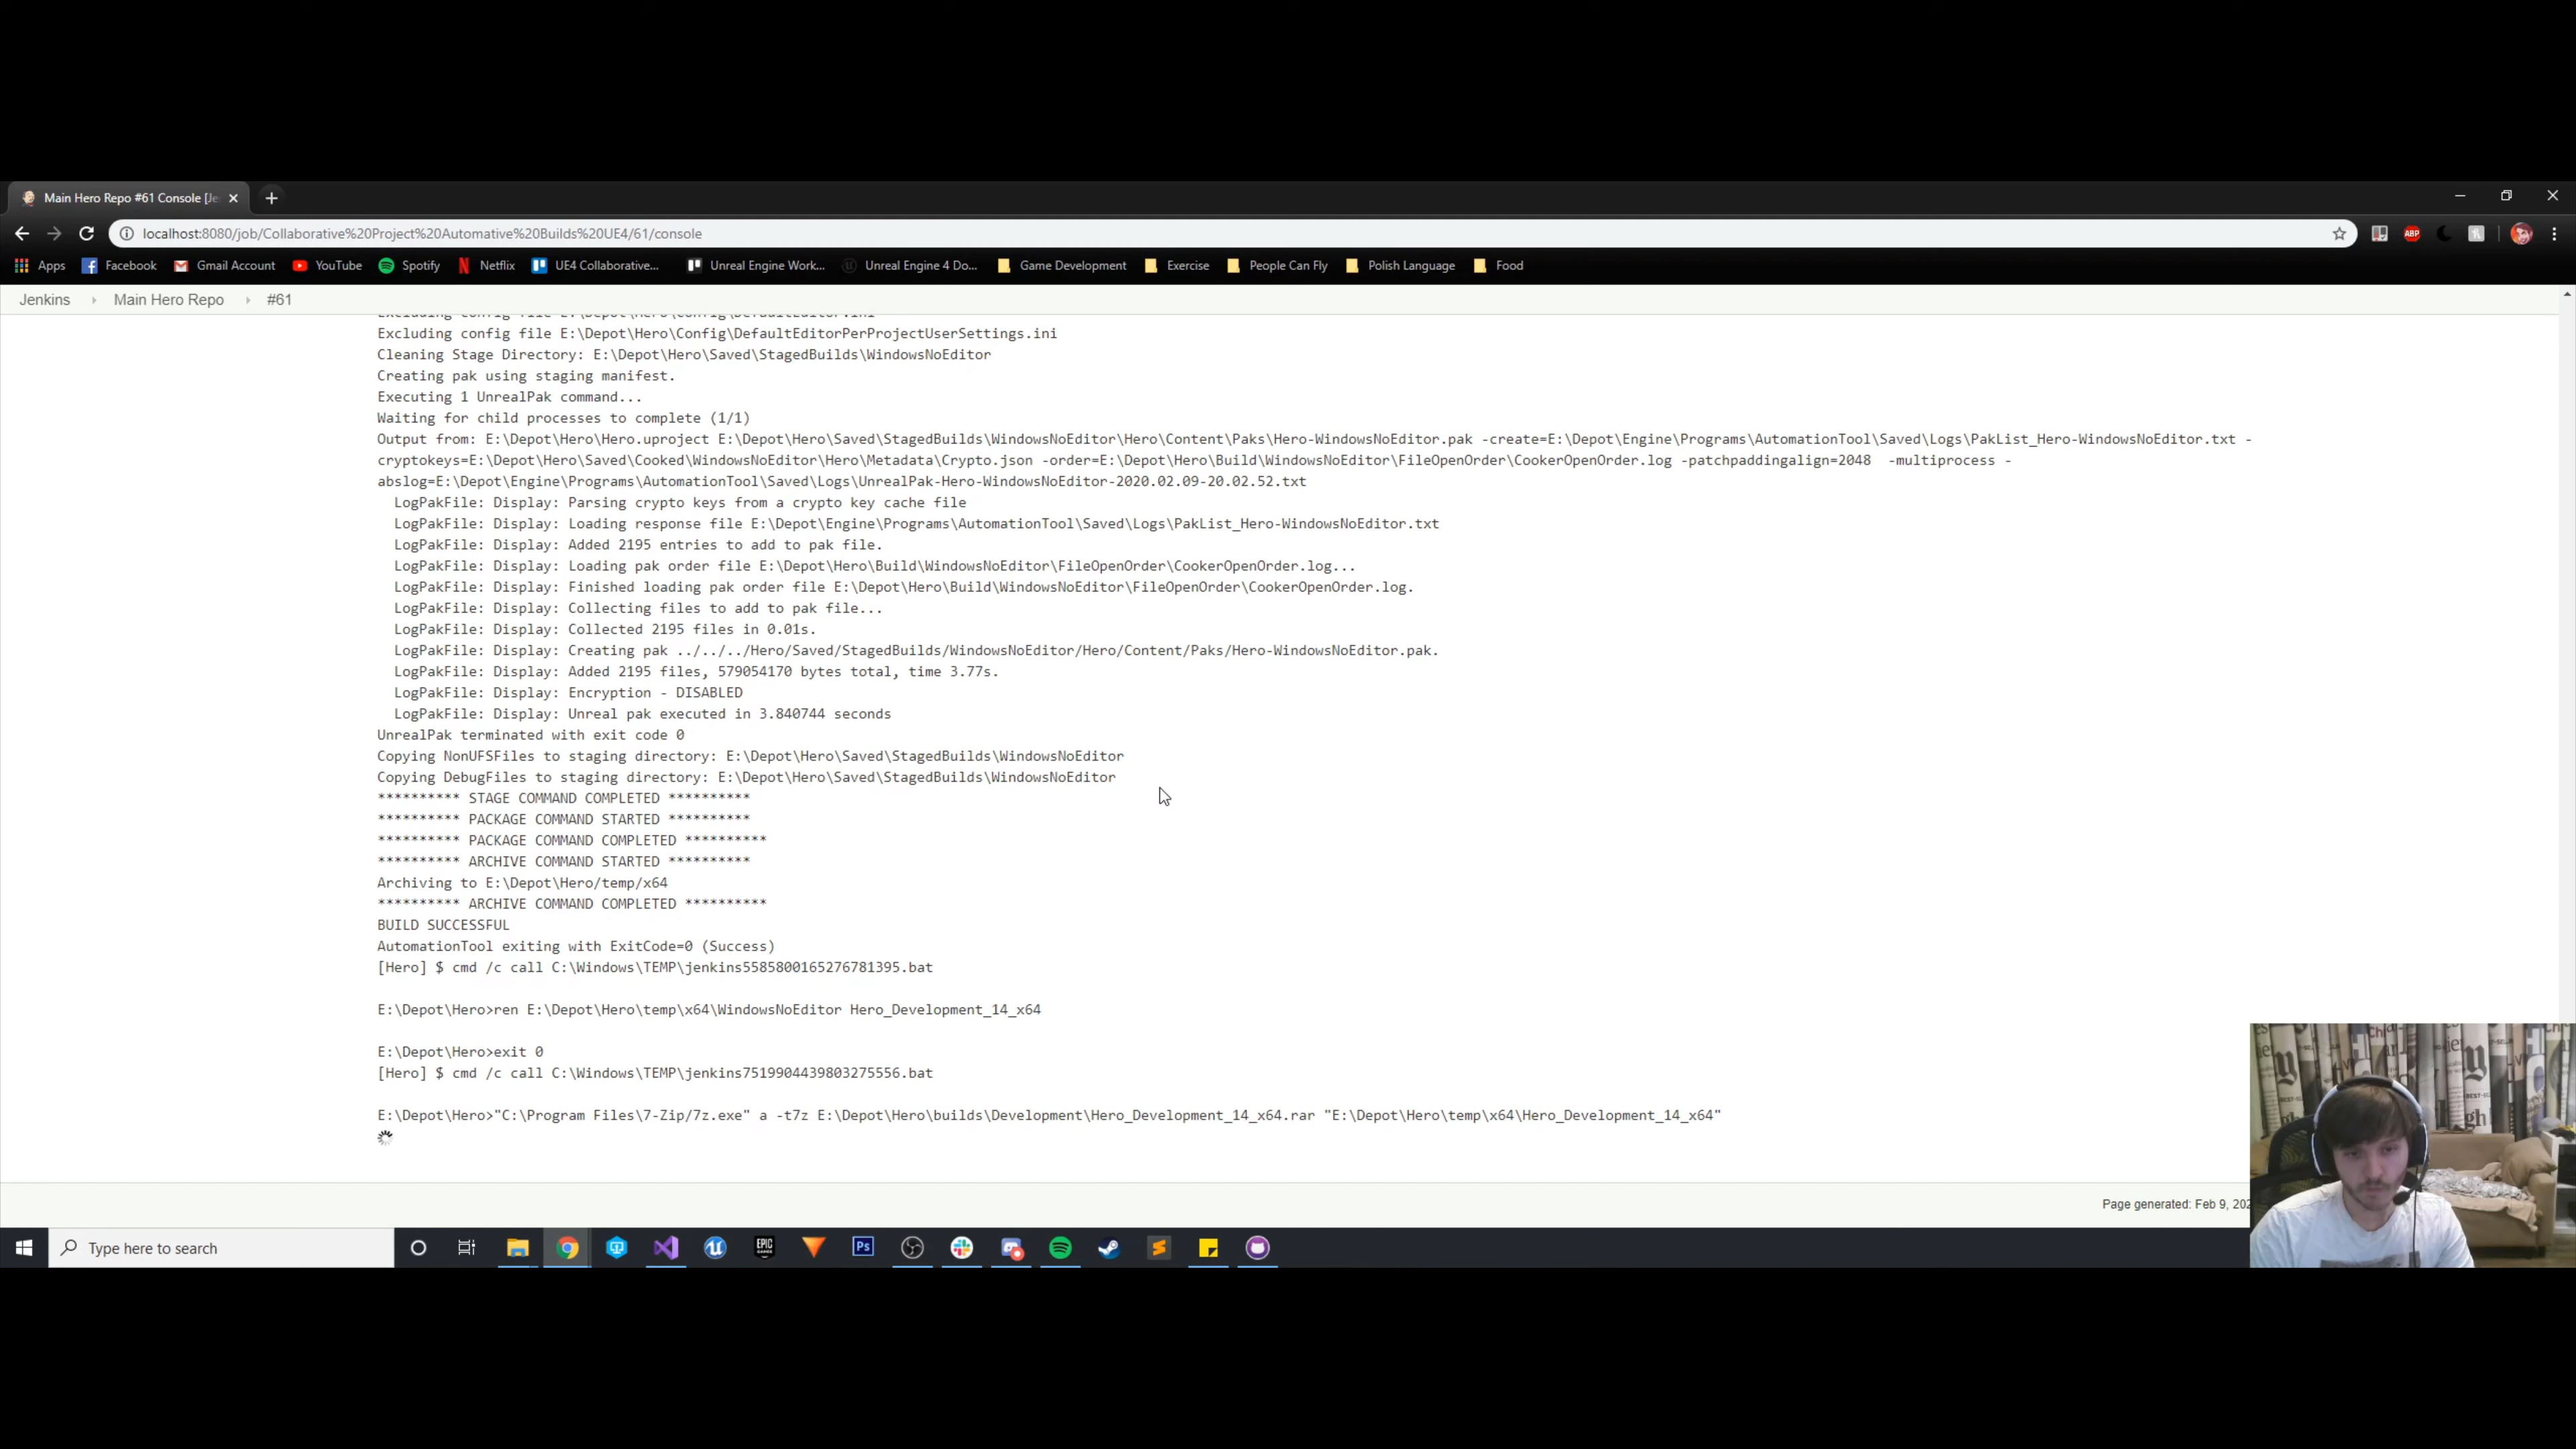 Main Hero Repo #61 Console [Je
localhost:8080/job/Collaborative%20Project%20Automative%20Builds%20UE4/61/console
Apps Facebook Gmail Account YouTube Spotify Netflix UE4 Collaborative... Unreal Engine Work... Unreal Engine 4 Do... Game Development Exercise People Can Fly Polish Language Food
Jenkins Main Hero Repo #61
Excluding config file E:\Depot\Hero\Config\DefaultEditor.ini
Excluding config file E:\Depot\Hero\Config\DefaultEditorPerProjectUserSettings.ini
Cleaning Stage Directory: E:\Depot\Hero\Saved\StagedBuilds\WindowsNoEditor
Creating pak using staging manifest.
Executing 1 UnrealPak command...
Waiting for child processes to complete (1/1)
Output from: E:\Depot\Hero\Hero.uproject E:\Depot\Hero\Saved\StagedBuilds\WindowsNoEditor\Hero\Content\Paks\Hero-WindowsNoEditor.pak -create=E:\Depot\Engine\Programs\AutomationTool\Saved\Logs\PakList_Hero-WindowsNoEditor.txt -
cryptokeys=E:\Depot\Hero\Saved\Cooked\WindowsNoEditor\Hero\Metadata\Crypto.json -order=E:\Depot\Hero\Build\WindowsNoEditor\FileOpenOrder\CookerOpenOrder.log -patchpaddingalign=2048 -multiprocess -
abslog=E:\Depot\Engine\Programs\AutomationTool\Saved\Logs\UnrealPak-Hero-WindowsNoEditor-2020.02.09-20.02.52.txt
LogPakFile: Display: Parsing crypto keys from a crypto key cache file
LogPakFile: Display: Loading response file E:\Depot\Engine\Programs\AutomationTool\Saved\Logs\PakList_Hero-WindowsNoEditor.txt
LogPakFile: Display: Added 2195 entries to add to pak file.
LogPakFile: Display: Loading pak order file E:\Depot\Hero\Build\WindowsNoEditor\FileOpenOrder\CookerOpenOrder.log...
LogPakFile: Display: Finished loading pak order file E:\Depot\Hero\Build\WindowsNoEditor\FileOpenOrder\CookerOpenOrder.log.
LogPakFile: Display: Collecting files to add to pak file...
LogPakFile: Display: Collected 2195 files in 0.01s.
LogPakFile: Display: Creating pak ../../../Hero/Saved/StagedBuilds/WindowsNoEditor/Hero/Content/Paks/Hero-WindowsNoEditor.pak.
LogPakFile: Display: Added 2195 files, 579054170 bytes total, time 3.77s.
LogPakFile: Display: Encryption - DISABLED
LogPakFile: Display: Unreal pak executed in 3.840744 seconds
UnrealPak terminated with exit code 0
Copying NonUFSFiles to staging directory: E:\Depot\Hero\Saved\StagedBuilds\WindowsNoEditor
Copying DebugFiles to staging directory: E:\Depot\Hero\Saved\StagedBuilds\WindowsNoEditor
********** STAGE COMMAND COMPLETED **********
********** PACKAGE COMMAND STARTED **********
********** PACKAGE COMMAND COMPLETED **********
********** ARCHIVE COMMAND STARTED **********
Archiving to E:\Depot\Hero/temp/x64
********** ARCHIVE COMMAND COMPLETED **********
BUILD SUCCESSFUL
AutomationTool exiting with ExitCode=0 (Success)
[Hero] $ cmd /c call C:\Windows\TEMP\jenkins5585800165276781395.bat
E:\Depot\Hero>ren E:\Depot\Hero\temp\x64\WindowsNoEditor Hero_Development_14_x64
E:\Depot\Hero>exit 0
[Hero] $ cmd /c call C:\Windows\TEMP\jenkins7519904439803275556.bat
E:\Depot\Hero>"C:\Program Files\7-Zip/7z.exe" a -t7z E:\Depot\Hero\builds\Development\Hero_Development_14_x64.rar "E:\Depot\Hero\temp\x64\Hero_Development_14_x64"
Page generated: Feb 9, 202
Type here to search